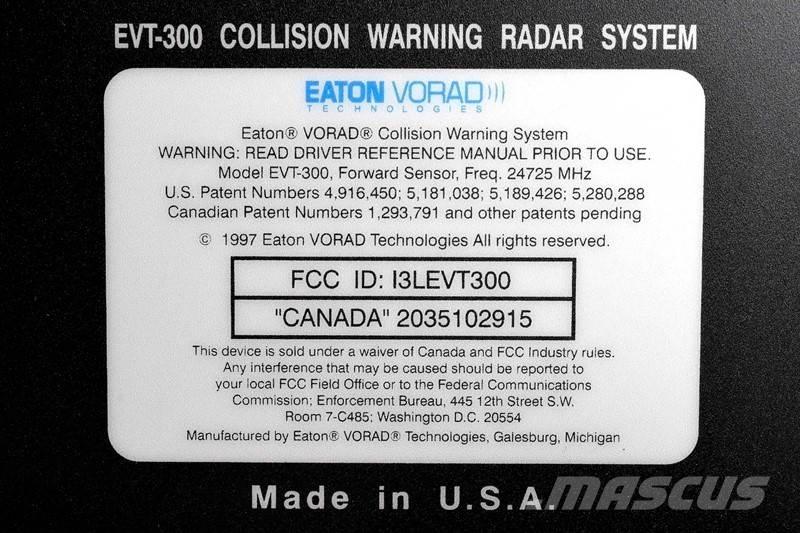 EVT-300 COLLISION WARNING RADAR SYSTEM
EATON VORAD
TECHNOLOGIES
Eaton® VORAD® Collision Warning System
WARNING: READ DRIVER REFERENCE MANUAL PRIOR TO USE.
Model EVT-300, Forward Sensor, Freq. 24725 MHz
U.S. Patent Numbers 4,916,450; 5,181,038; 5,189,426; 5,280,288
Canadian Patent Numbers 1,293,791 and other patents pending
© 1997 Eaton VORAD Technologies All rights reserved.
FCC ID: I3LEVT300
"CANADA" 2035102915
This device is sold under a waiver of Canada and FCC Industry rules.
Any interference that may be caused should be reported to
your local FCC Field Office or to the Federal Communications
Commission; Enforcement Bureau, 445 12th Street S.W.
Room 7-C485; Washington D.C. 20554
Manufactured by Eaton® VORAD® Technologies, Galesburg, Michigan
Made in U.S.A.
MASCUS